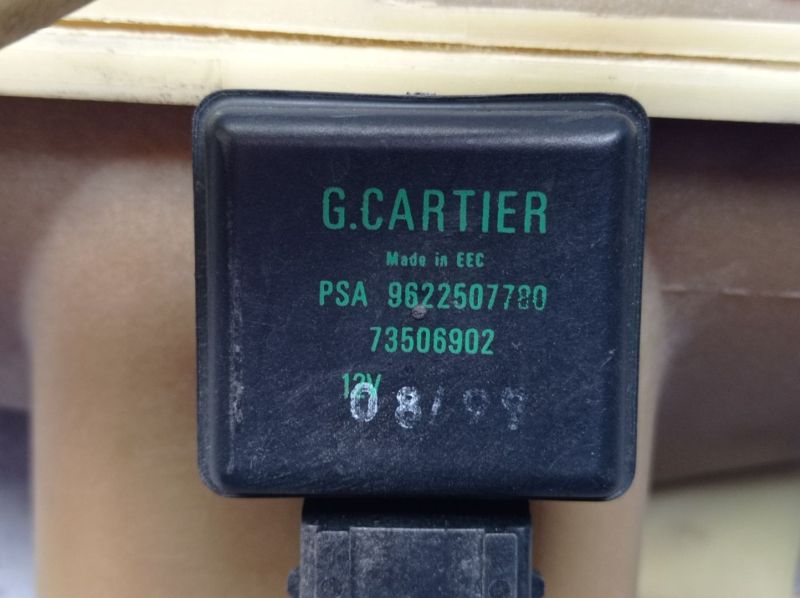 G.CARTIER
Made in EEC
PSA 9622507780
73506902
12V
08/99